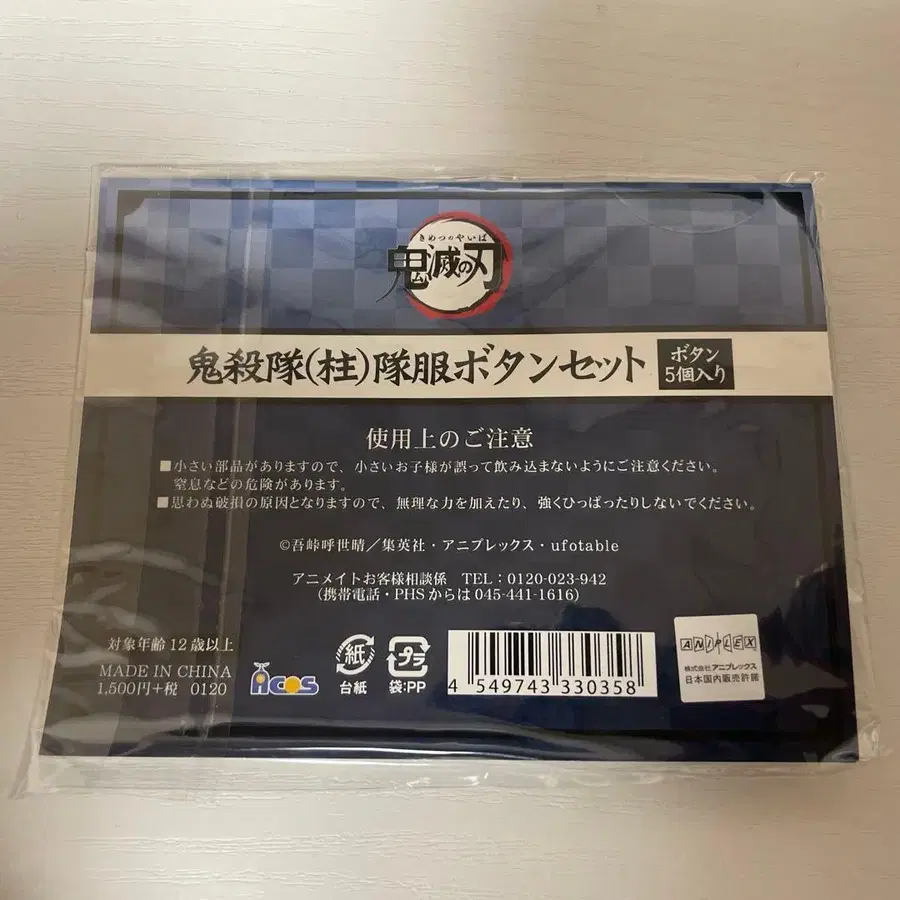 きめつのやいば
鬼滅の刃
鬼殺隊(柱)隊服ボタンセット
ボタン
5個入り
使用上のご注意
■小さい部品がありますので、小さいお子様が誤って飲み込まないようにご注意ください。
窒息などの危険があります。
■思わぬ破損の原因となりますので、無理な力を加えたり、強くひっぱったりしないでください。
©吾峠呼世晴／集英社・アニプレックス・ufotable
アニメイトお客様相談係 TEL：0120-023-942
（携帯電話・PHSからは045-441-1616）
対象年齢12歳以上
MADE IN CHINA
1,500円+税 0120
acos
紙
台紙
プラ
袋:PP
4 549743 330358
ANIPLEX
株式会社アニプレックス
日本国内販売許諾